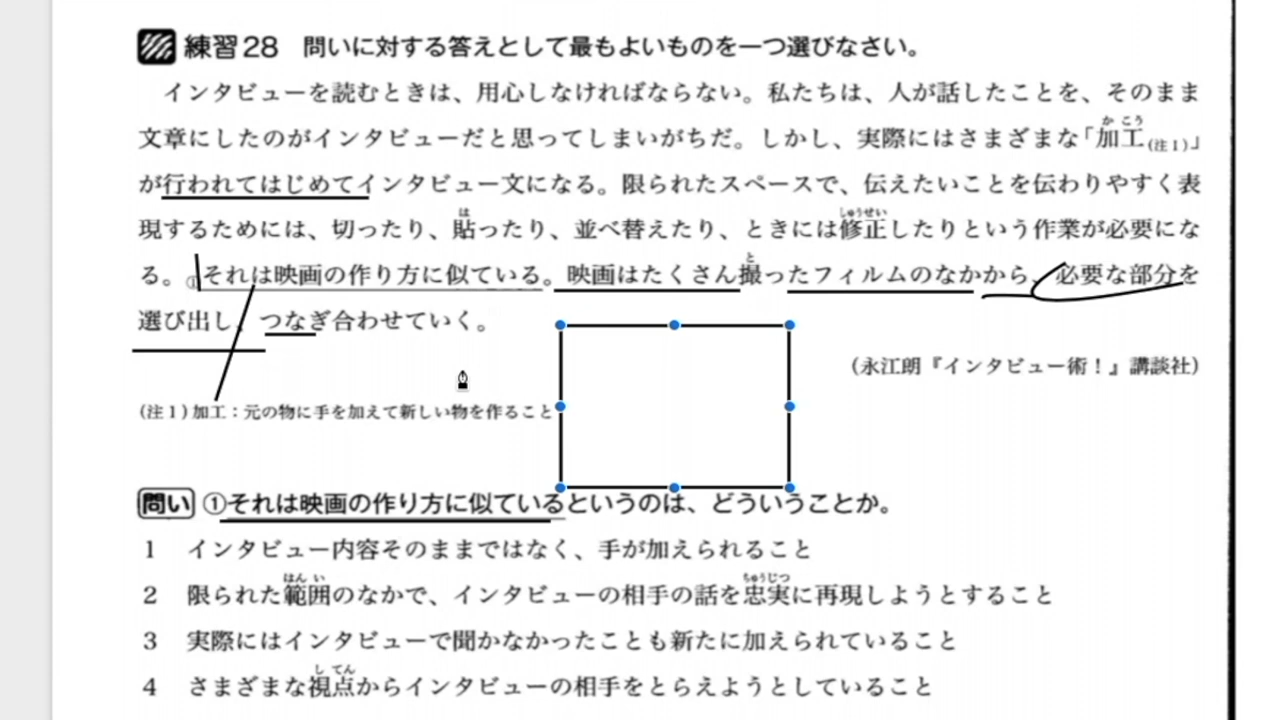 練習28 問いに対する答えとして最もよいものを一つ選びなさい。
インタビューを読むときは、用心しなければならない。私たちは、人が話したことを、そのまま
文章にしたのがインタビューだと思ってしまいがちだ。しかし、実際にはさまざまな「加工(注1)」
が行われてはじめてインタビュー文になる。限られたスペースで、伝えたいことを伝わりやすく表
現するためには、切ったり、貼ったり、並べ替えたり、ときには修正したりという作業が必要にな
る。①それは映画の作り方に似ている。映画はたくさん撮ったフィルムのなかから、必要な部分を
選び出し、つなぎ合わせていく。
(永江朗『インタビュー術!』講談社)
(注1)加工:元の物に手を加えて新しい物を作ること
問い ①それは映画の作り方に似ているというのは、どういうことか。
1 インタビュー内容そのままではなく、手が加えられること
2 限られた範囲のなかで、インタビューの相手の話を忠実に再現しようとすること
3 実際にはインタビューで聞かなかったことも新たに加えられていること
4 さまざまな視点からインタビューの相手をとらえようとしていること